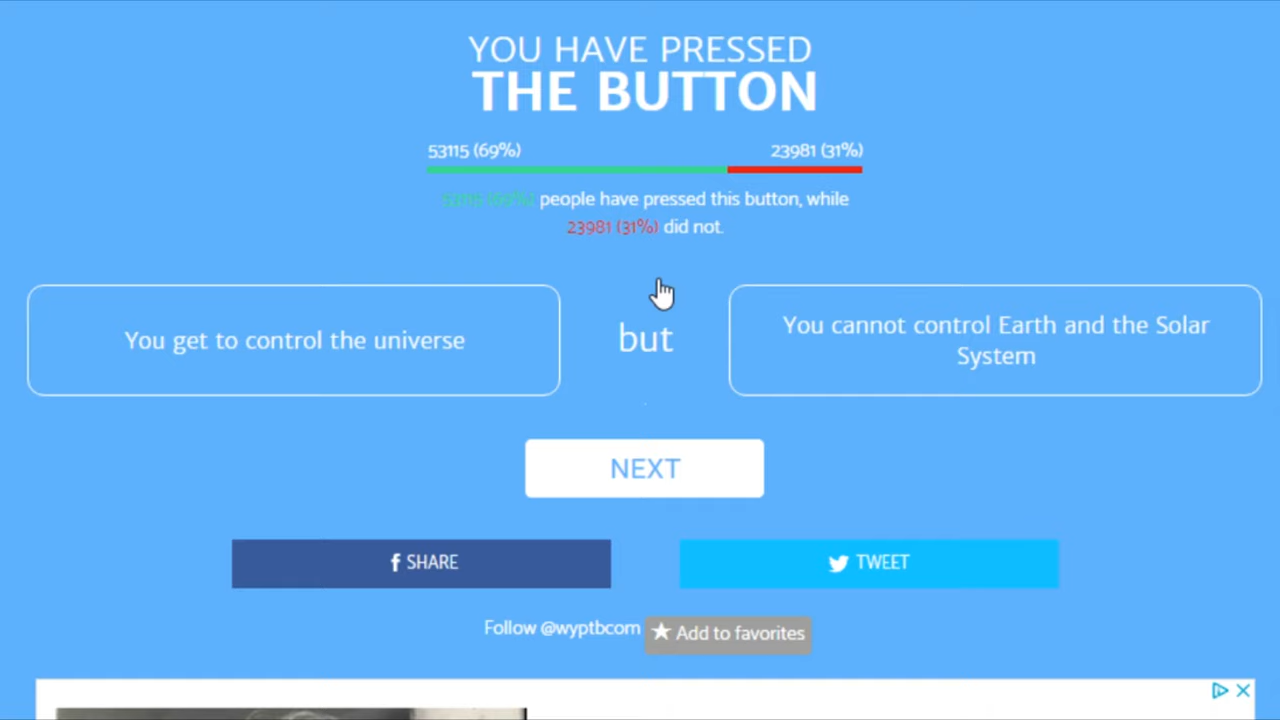 YOU HAVE PRESSED
THE BUTTON
53115 (69%) 23981 (31%)
people have pressed this button, while
23981 (31%) did not.
You get to control the universe
but
You cannot control Earth and the Solar
System
NEXT
f SHARE
TWEET
Follow @wyptbcom ★ Add to favorites